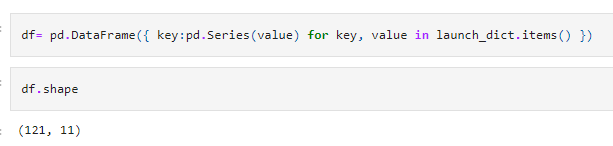 df= pd.DataFrame({ key:pd.Series(value) for key, value in launch_dict.items() })
df.shape
(121, 11)